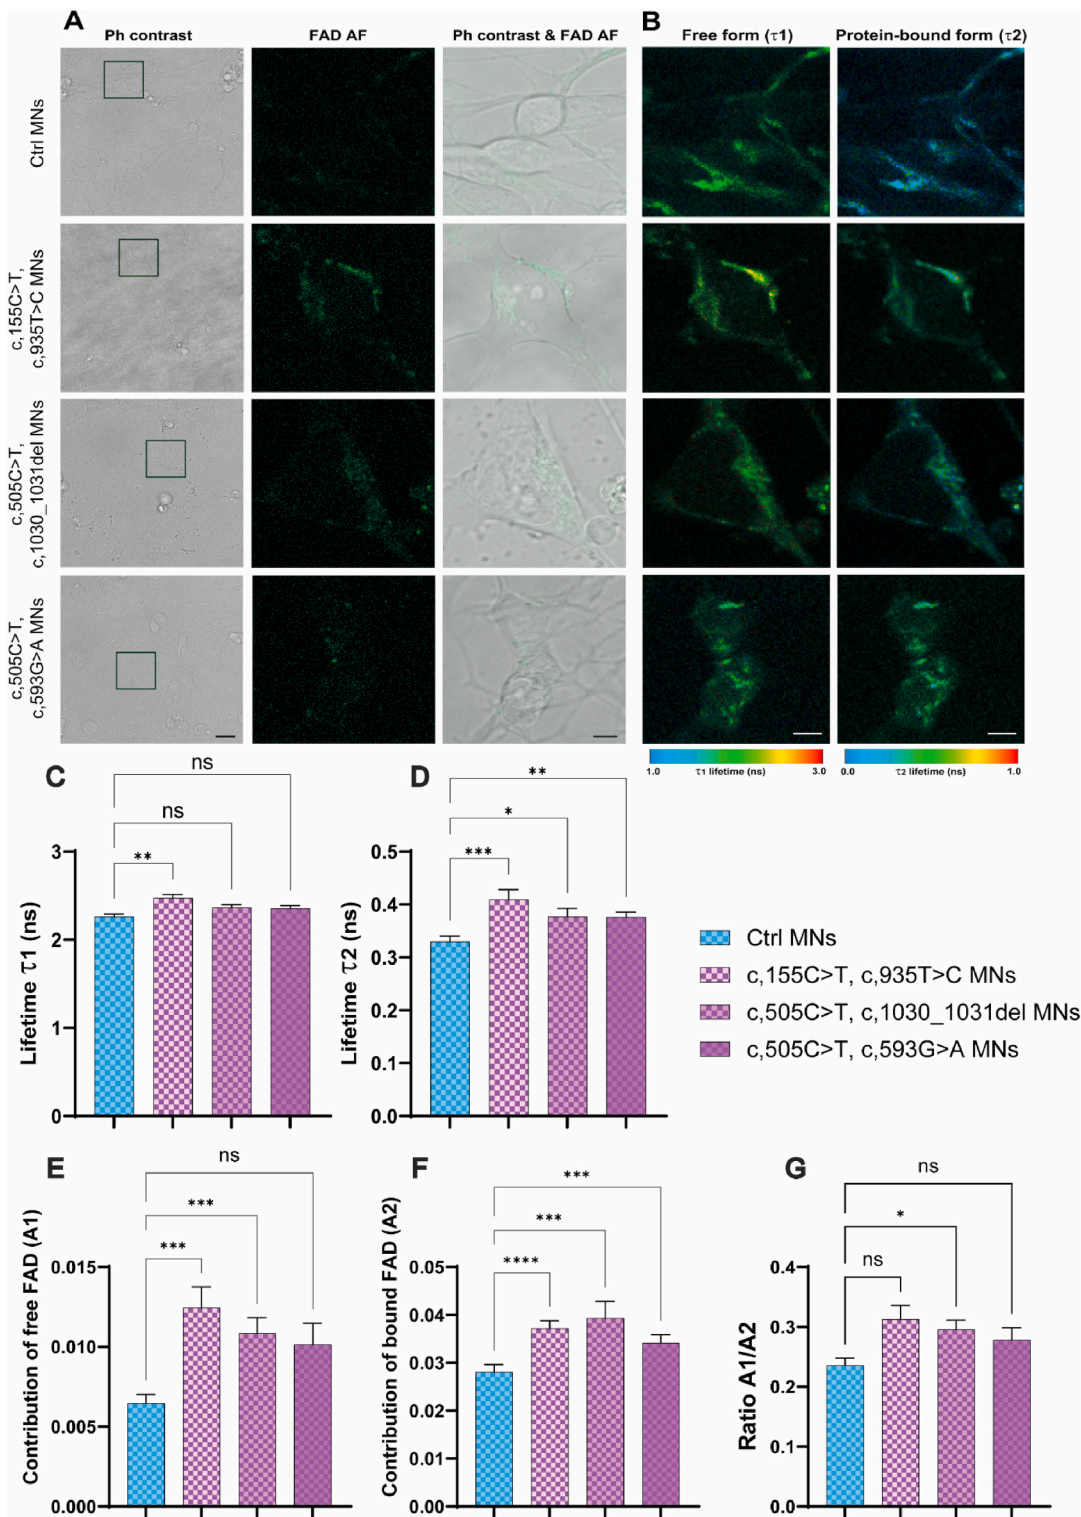 A
B
Ph contrast
FAD AF
Ph contrast & FAD AF
Free form (τ1)
Protein-bound form (τ2)
Ctrl MNs
c,155C>T,
c,935T>C MNs
c,505C>T,
c,1030_1031del MNs
c,505C>T,
c,593G>A MNs
1.0 τ1 lifetime (ns) 3.0
0.0 τ2 lifetime (ns) 1.0
C
ns
ns
**
3
2
1
0
Lifetime τ1 (ns)
D
**
*
***
0.5
0.4
0.3
0.2
0.1
0.0
Lifetime τ2 (ns)
Ctrl MNs
c,155C>T, c,935T>C MNs
c,505C>T, c,1030_1031del MNs
c,505C>T, c,593G>A MNs
E
ns
***
***
0.015
0.010
0.005
0.000
Contribution of free FAD (A1)
F
***
***
****
0.05
0.04
0.03
0.02
0.01
0.00
Contribution of bound FAD (A2)
G
ns
*
ns
0.4
0.3
0.2
0.1
0.0
Ratio A1/A2